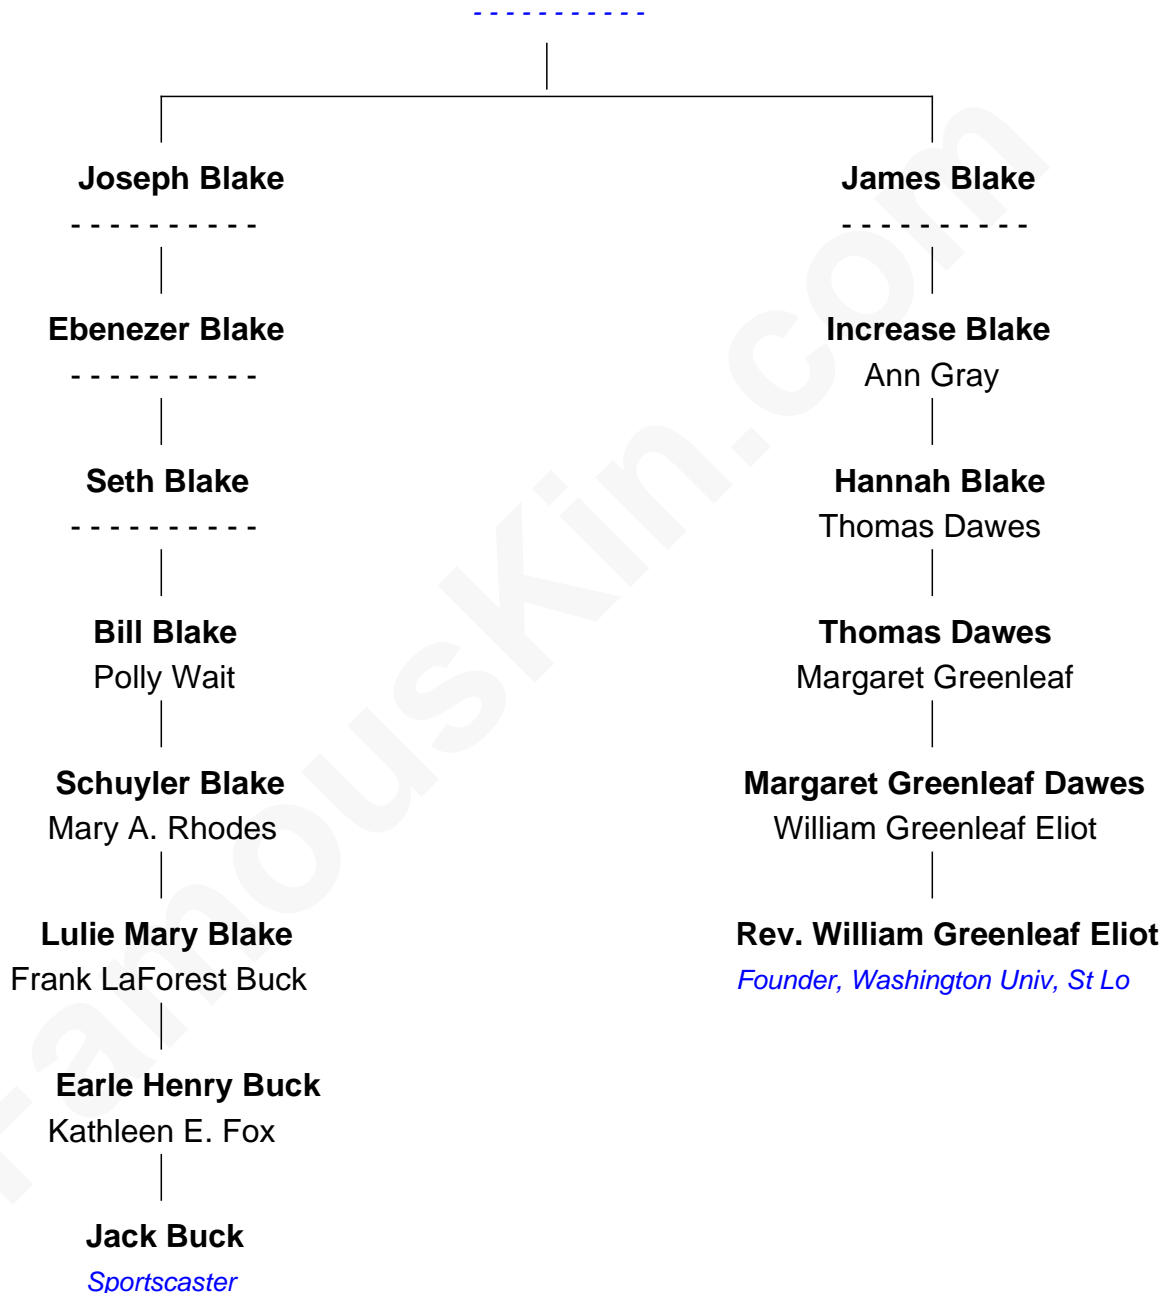 - - - - - - - - - - -
Joseph Blake
- - - - - - - - - -
Ebenezer Blake
- - - - - - - - - -
Seth Blake
- - - - - - - - - -
Bill Blake
Polly Wait
Schuyler Blake
Mary A. Rhodes
Lulie Mary Blake
Frank LaForest Buck
Earle Henry Buck
Kathleen E. Fox
Jack Buck
Sportscaster
James Blake
- - - - - - - - - -
Increase Blake
Ann Gray
Hannah Blake
Thomas Dawes
Thomas Dawes
Margaret Greenleaf
Margaret Greenleaf Dawes
William Greenleaf Eliot
Rev. William Greenleaf Eliot
Founder, Washington Univ, St Lo
FamousKin.com